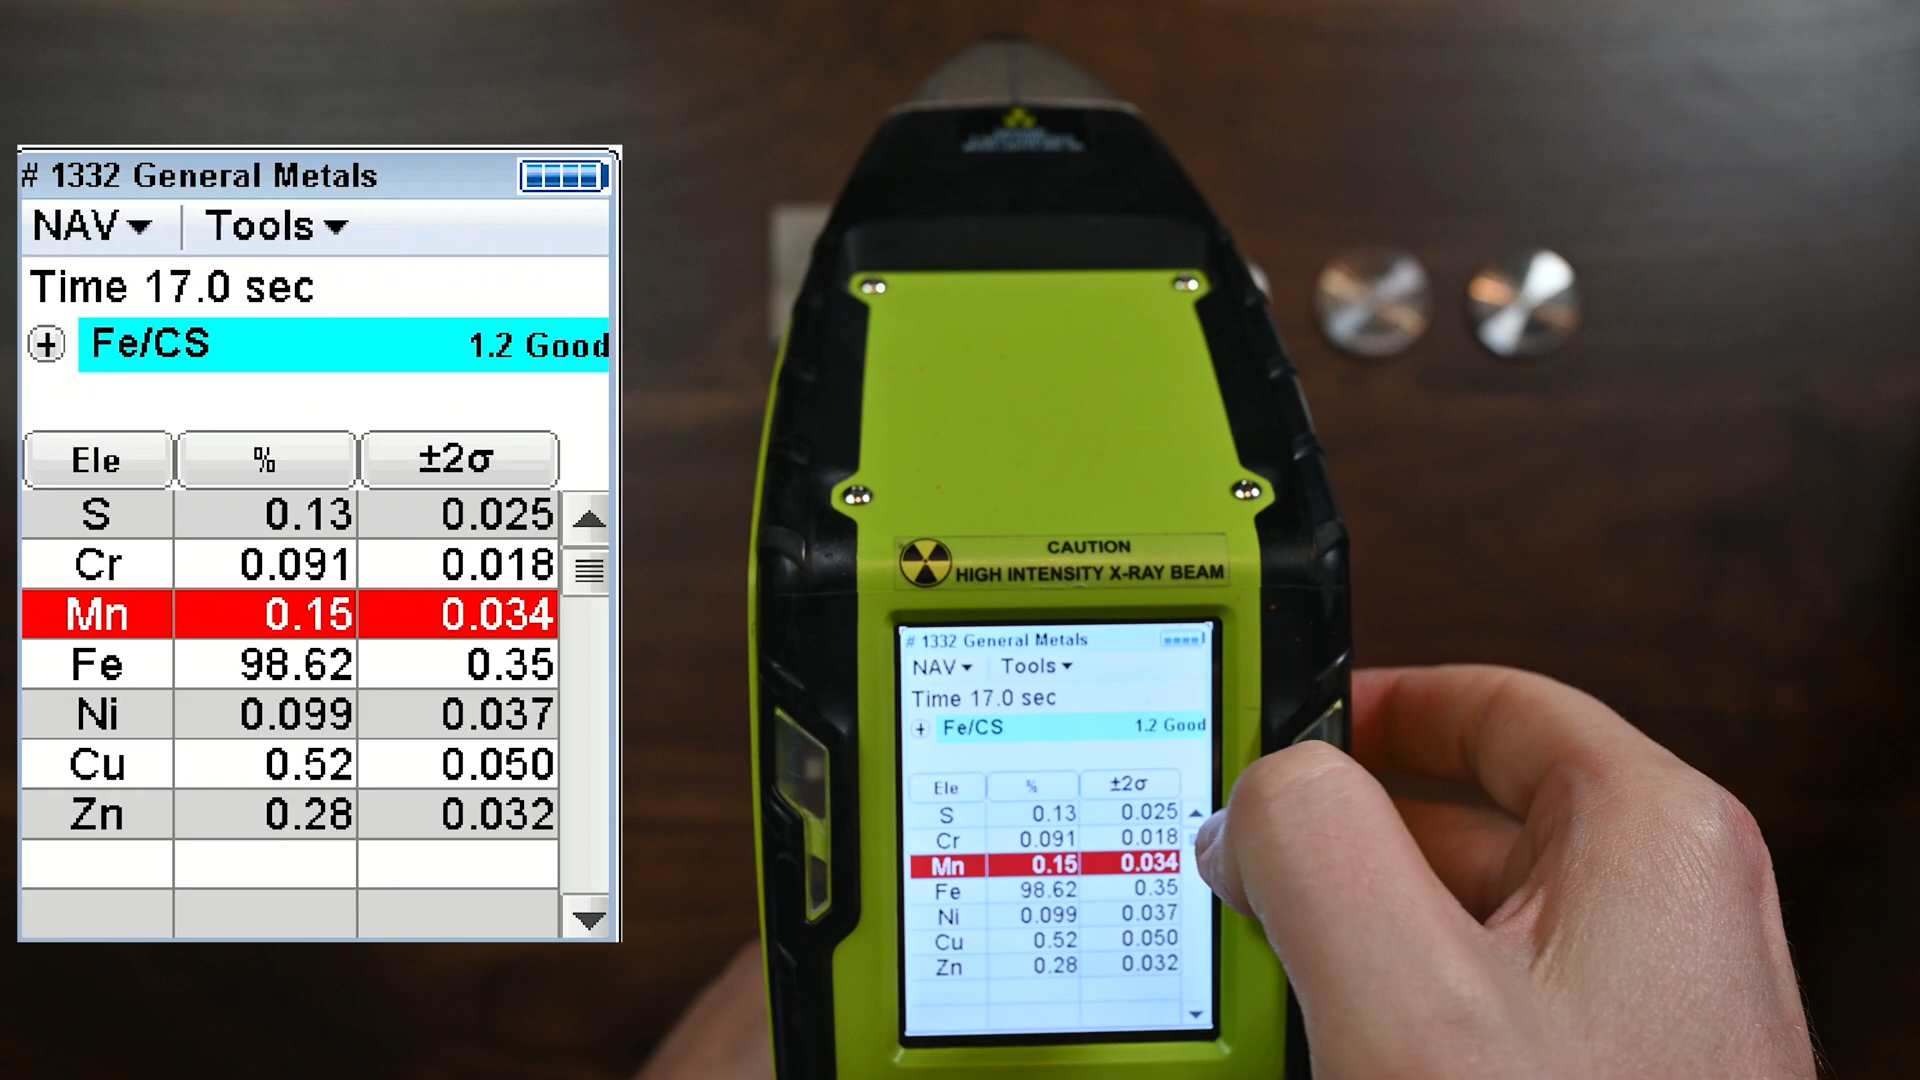 # 1332 General Metals
NAV Tools
Time 17.0 sec
Fe/CS 1.2 Good
Ele % ±2σ
S 0.13 0.025
Cr 0.091 0.018
Mn 0.15 0.034
Fe 98.62 0.35
Ni 0.099 0.037
Cu 0.52 0.050
Zn 0.28 0.032
CAUTION
HIGH INTENSITY X-RAY BEAM
# 1332 General Metals
NAV Tools
Time 17.0 sec
Fe/CS 1.2 Good
Ele % ±2σ
S 0.13 0.025
Cr 0.091 0.018
Mn 0.15 0.034
Fe 98.62 0.35
Ni 0.099 0.037
Cu 0.52 0.050
Zn 0.28 0.032